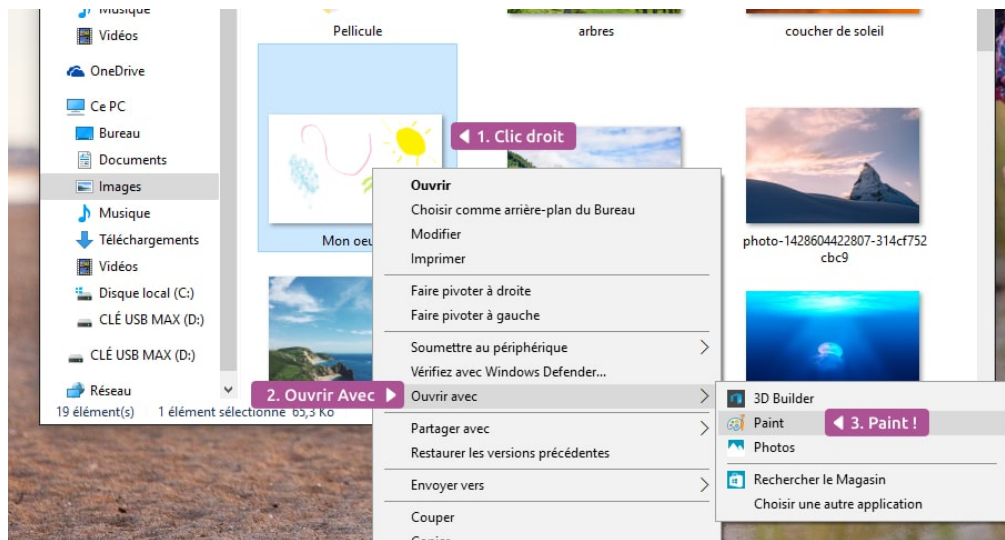 Musique
Vidéos
OneDrive
Ce PC
Bureau
Documents
Images
Musique
Téléchargements
Vidéos
Disque local (C:)
CLÉ USB MAX (D:)
CLÉ USB MAX (D:)
Réseau
19 élément(s) 1 élément sélectionné 65,3 Ko
Pellicule
arbres
coucher de soleil
1. Clic droit
Mon oeu
photo-1428604422807-314cf752
cbc9
Ouvrir
Choisir comme arrière-plan du Bureau
Modifier
Imprimer
Faire pivoter à droite
Faire pivoter à gauche
Soumettre au périphérique
Vérifiez avec Windows Defender...
2. Ouvrir Avec
Ouvrir avec
Partager avec
Restaurer les versions précédentes
Envoyer vers
Couper
Copier
3D Builder
Paint
3. Paint !
Photos
Rechercher le Magasin
Choisir une autre application